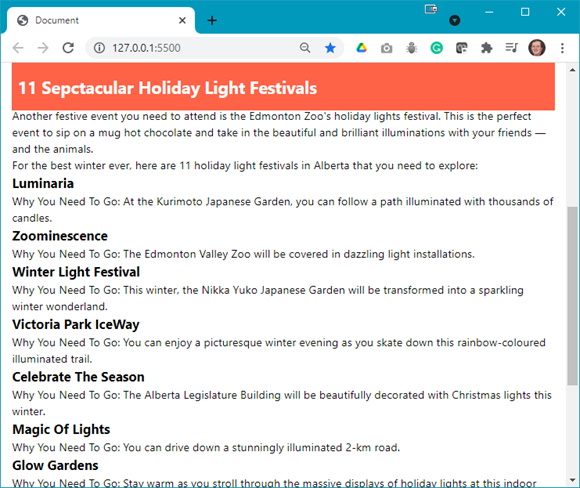 Document
127.0.0.1:5500
11 Sepctacular Holiday Light Festivals
Another festive event you need to attend is the Edmonton Zoo's holiday lights festival. This is the perfect
event to sip on a mug hot chocolate and take in the beautiful and brilliant illuminations with your friends —
and the animals.
For the best winter ever, here are 11 holiday light festivals in Alberta that you need to explore:
Luminaria
Why You Need To Go: At the Kurimoto Japanese Garden, you can follow a path illuminated with thousands of
candles.
Zoominescence
Why You Need To Go: The Edmonton Valley Zoo will be covered in dazzling light installations.
Winter Light Festival
Why You Need To Go: This winter, the Nikka Yuko Japanese Garden will be transformed into a sparkling
winter wonderland.
Victoria Park IceWay
Why You Need To Go: You can enjoy a picturesque winter evening as you skate down this rainbow-coloured
illuminated trail.
Celebrate The Season
Why You Need To Go: The Alberta Legislature Building will be beautifully decorated with Christmas lights this
winter.
Magic Of Lights
Why You Need To Go: You can drive down a stunningly illuminated 2-km road.
Glow Gardens
Why You Need To Go: Stay warm as you stroll through the massive displays of holiday lights at this indoor